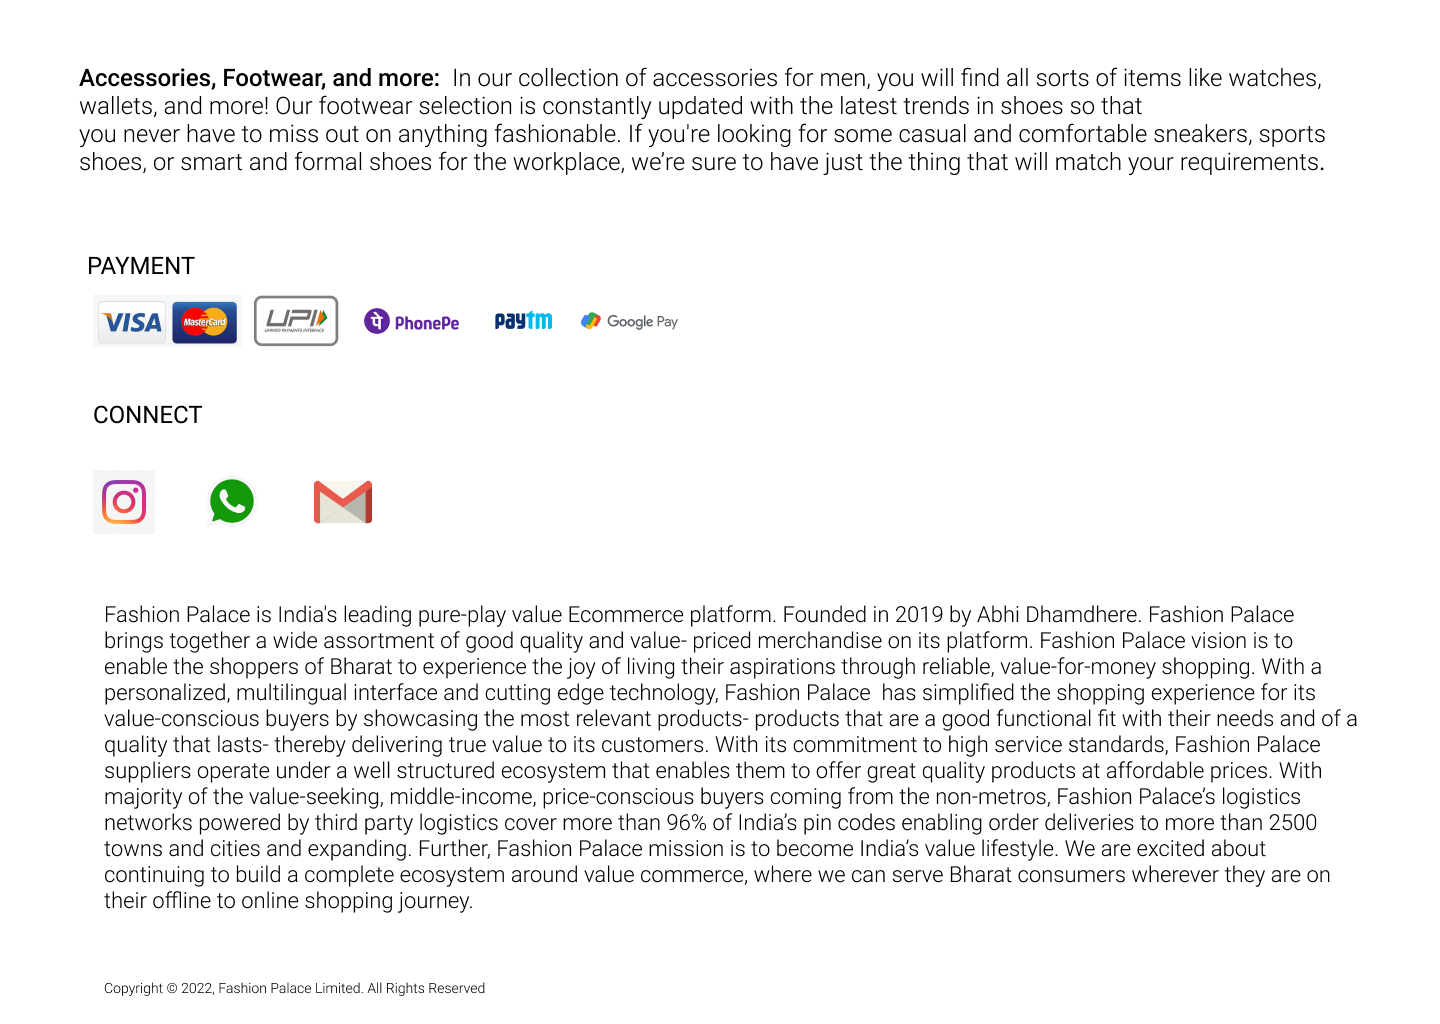 Accessories, Footwear, and more: In our collection of accessories for men, you will find all sorts of items like watches,
wallets, and more! Our footwear selection is constantly updated with the latest trends in shoes so that
you never have to miss out on anything fashionable. If you're looking for some casual and comfortable sneakers, sports
shoes, or smart and formal shoes for the workplace, we’re sure to have just the thing that will match your requirements.
PAYMENT
VISA MasterCard UPI PhonePe paytm Google Pay
UNIFIED PAYMENTS INTERFACE
CONNECT
Fashion Palace is India's leading pure-play value Ecommerce platform. Founded in 2019 by Abhi Dhamdhere. Fashion Palace
brings together a wide assortment of good quality and value- priced merchandise on its platform. Fashion Palace vision is to
enable the shoppers of Bharat to experience the joy of living their aspirations through reliable, value-for-money shopping. With a
personalized, multilingual interface and cutting edge technology, Fashion Palace has simplified the shopping experience for its
value-conscious buyers by showcasing the most relevant products- products that are a good functional fit with their needs and of a
quality that lasts- thereby delivering true value to its customers. With its commitment to high service standards, Fashion Palace
suppliers operate under a well structured ecosystem that enables them to offer great quality products at affordable prices. With
majority of the value-seeking, middle-income, price-conscious buyers coming from the non-metros, Fashion Palace’s logistics
networks powered by third party logistics cover more than 96% of India’s pin codes enabling order deliveries to more than 2500
towns and cities and expanding. Further, Fashion Palace mission is to become India’s value lifestyle. We are excited about
continuing to build a complete ecosystem around value commerce, where we can serve Bharat consumers wherever they are on
their offline to online shopping journey.
Copyright © 2022, Fashion Palace Limited. All Rights Reserved